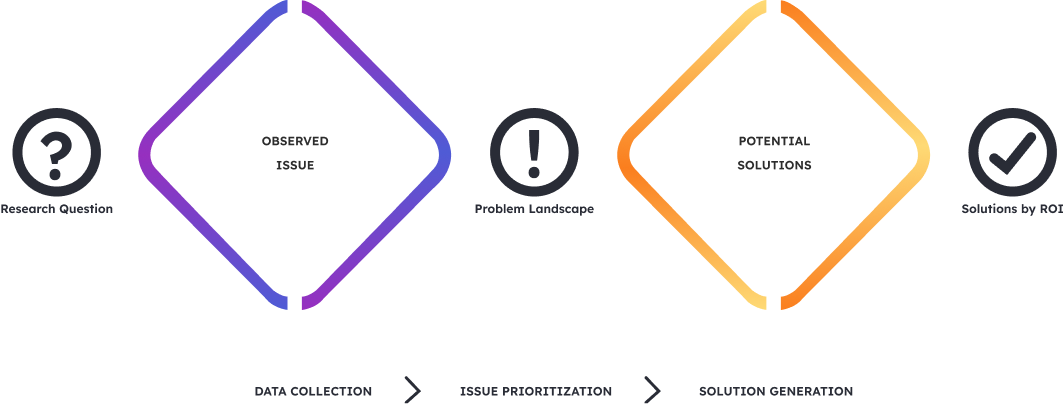 OBSERVED
ISSUE
POTENTIAL
SOLUTIONS
Research Question
Problem Landscape
Solutions by ROI
DATA COLLECTION
ISSUE PRIORITIZATION
SOLUTION GENERATION